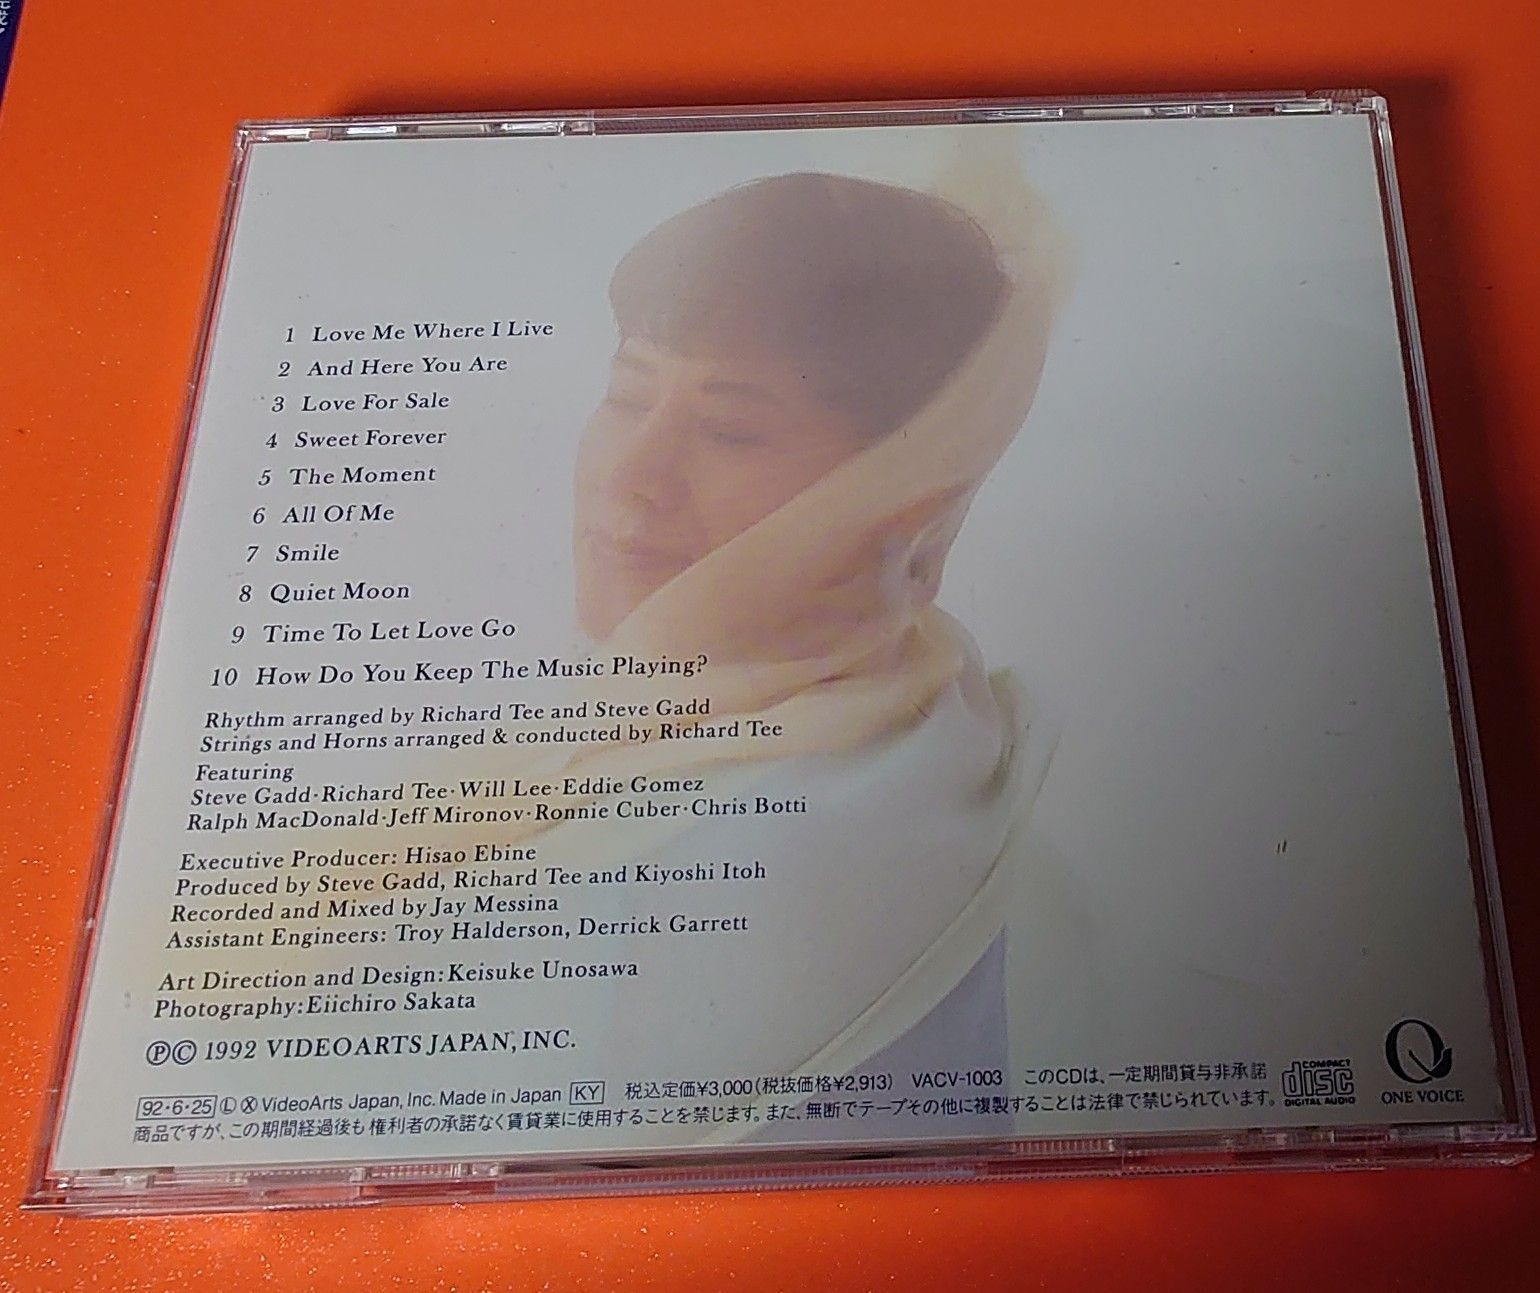 1 Love Me Where I Live
2 And Here You Are
3 Love For Sale
4 Sweet Forever
5 The Moment
6 All Of Me
7 Smile
8 Quiet Moon
9 Time To Let Love Go
10 How Do You Keep The Music Playing?
Rhythm arranged by Richard Tee and Steve Gadd
Strings and Horns arranged & conducted by Richard Tee
Featuring
Steve Gadd·Richard Tee·Will Lee·Eddie Gomez
Ralph MacDonald·Jeff Mironov·Ronnie Cuber·Chris Botti
Executive Producer: Hisao Ebine
Produced by Steve Gadd, Richard Tee and Kiyoshi Itoh
Recorded and Mixed by Jay Messina
Assistant Engineers: Troy Halderson, Derrick Garrett
Art Direction and Design:Keisuke Unosawa
Photography:Eiichiro Sakata
℗© 1992 VIDEOARTS JAPAN, INC.
92·6·25 Ⓛ Ⓧ VideoArts Japan, Inc. Made in Japan KY 税込定価¥3,000(税抜価格¥2,913) VACV-1003 このCDは、一定期間貸与非承諾
商品ですが、この期間経過後も権利者の承諾なく賃貸業に使用することを禁じます。また、無断でテープその他に複製することは法律で禁じられています。
COMPACT
disc
DIGITAL AUDIO
Q
ONE VOICE